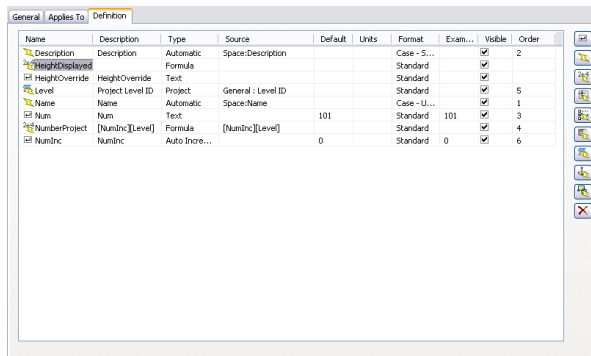 General Applies To Definition
Name Description Type Source Default Units Format Exam... Visible Order
Description Description Automatic Space:Description Case - S... 2
HeightDisplayed Formula Standard
HeightOverride HeightOverride Text Standard
Level Project Level ID Project General : Level ID Standard 5
Name Name Automatic Space:Name Case - U... 1
Num Num Text 101 Standard 101 3
NumberProject [NumInc][Level] Formula [NumInc][Level] Standard 4
NumInc NumInc Auto Incre... 0 Standard 0 6